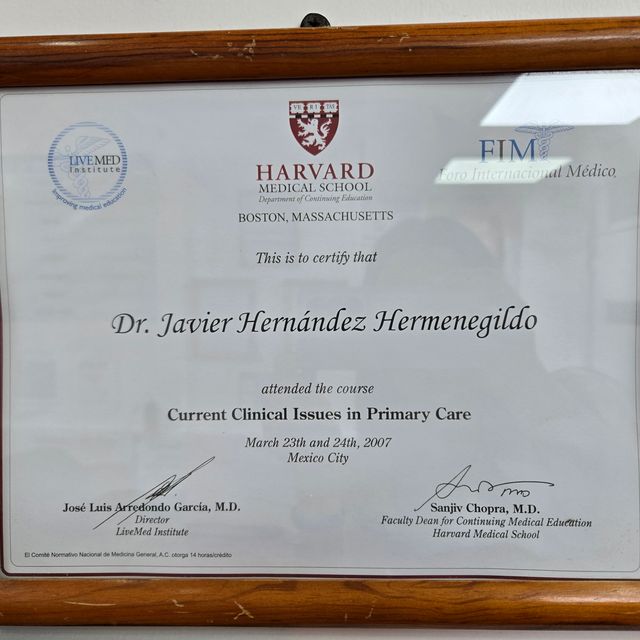 VE RI TAS
LIVEMED
Institute
improving medical education
HARVARD
MEDICAL SCHOOL
Department of Continuing Education
BOSTON, MASSACHUSETTS
FIM
Foro Internacional Médico
This is to certify that
Dr. Javier Hernández Hermenegildo
attended the course
Current Clinical Issues in Primary Care
March 23th and 24th, 2007
Mexico City
José Luis Arredondo García, M.D.
Director
LiveMed Institute
Sanjiv Chopra, M.D.
Faculty Dean for Continuing Medical Education
Harvard Medical School
El Comité Normativo Nacional de Medicina General, A.C. otorga 14 horas/crédito